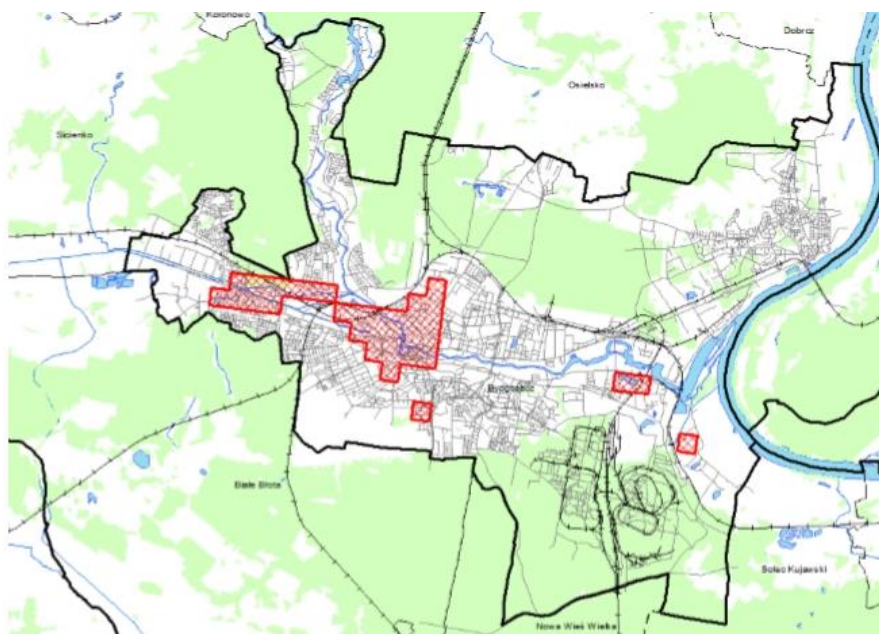 Koronowo
Dobrcz
Osielsko
Sicienko
Bydgoszcz
Białe Błota
Solec Kujawski
Nowa Wieś Wielka